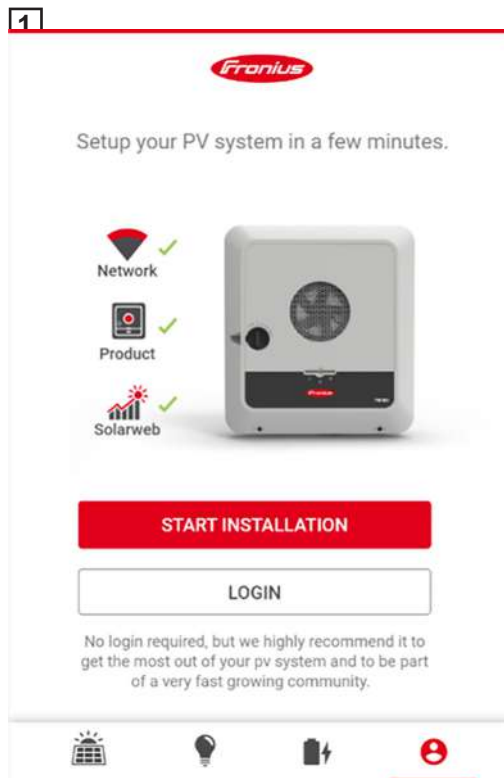 1
Fronius
Setup your PV system in a few minutes.
Network
Product
Solarweb
Fronius
START INSTALLATION
LOGIN
No login required, but we highly recommend it to
get the most out of your pv system and to be part
of a very fast growing community.